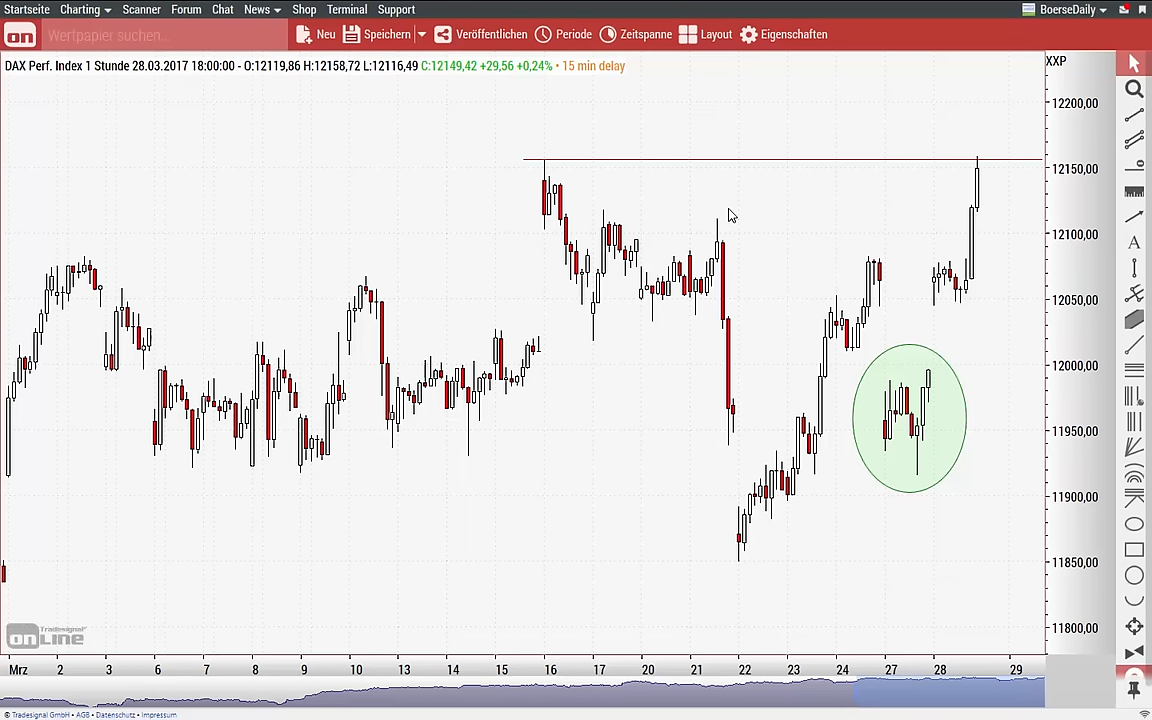 Startseite Charting Scanner Forum Chat News Shop Terminal Support BoerseDaily
on Wertpapier suchen... Neu Speichern Veröffentlichen Periode Zeitspanne Layout Eigenschaften
DAX Perf. Index 1 Stunde 28.03.2017 18:00:00 - O:12119,86 H:12158,72 L:12116,49 C:12149,42 +29,56 +0,24% • 15 min delay
XXP
12200,00
12150,00
12100,00
12050,00
12000,00
11950,00
11900,00
11850,00
11800,00
A
Tradesignal®
onLine
Mrz 2 3 6 7 8 9 10 13 14 15 16 17 20 21 22 23 24 27 28 29
© Tradesignal GmbH • AGB • Datenschutz • Impressum